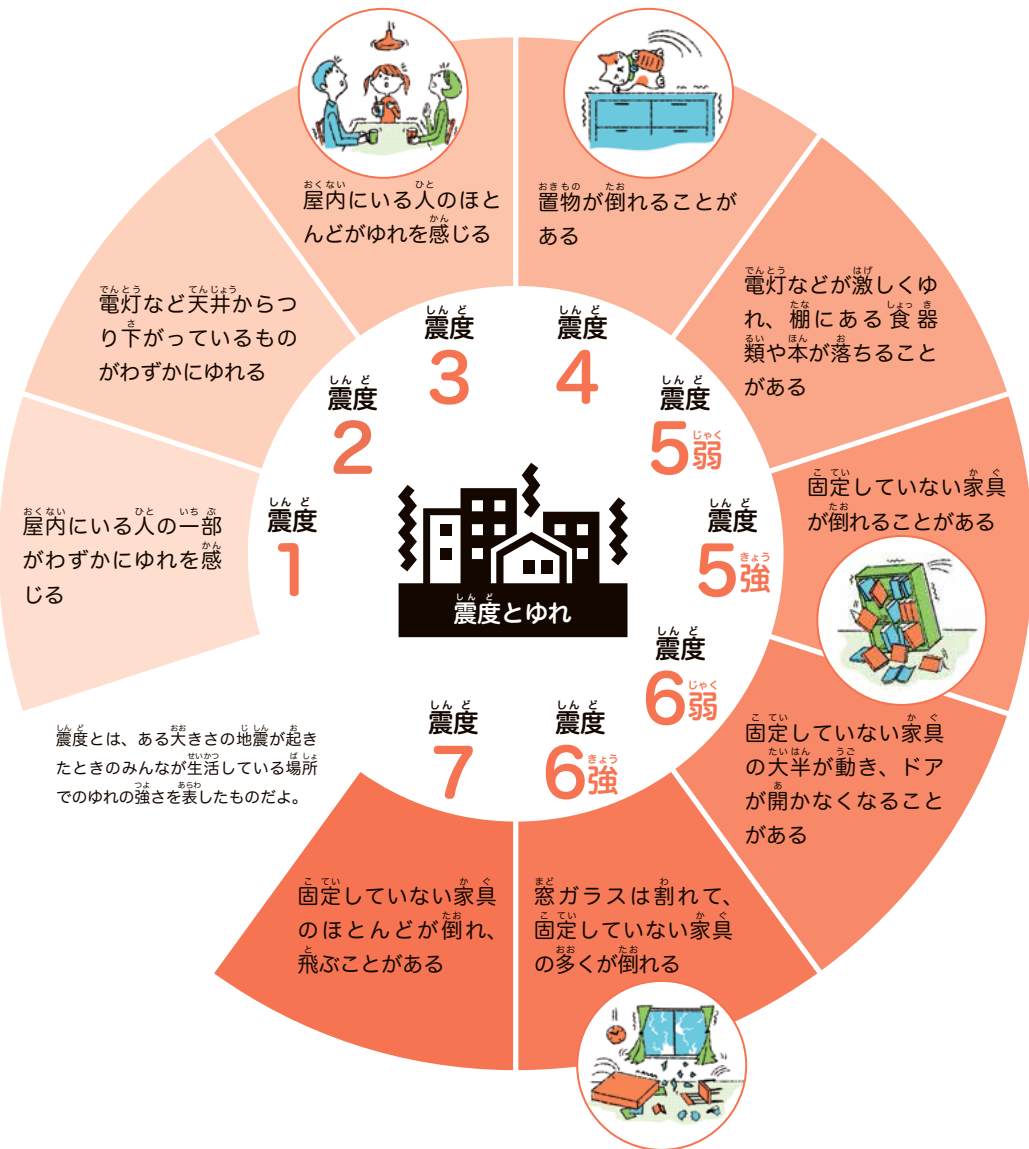 震度とゆれ
震度
1
屋内にいる人の一部
がわずかにゆれを感
じる
震度
2
電灯など天井からつ
り下がっているもの
がわずかにゆれる
震度
3
屋内にいる人のほと
んどがゆれを感じる
震度
4
置物が倒れることが
ある
震度
5弱
電灯などが激しくゆ
れ、棚にある食器
類や本が落ちること
がある
震度
5強
固定していない家具
が倒れることがある
震度
6弱
固定していない家具
の大半が動き、ドア
が開かなくなること
がある
震度
6強
窓ガラスは割れて、
固定していない家具
の多くが倒れる
震度
7
固定していない家具
のほとんどが倒れ、
飛ぶことがある
震度とは、ある大きさの地震が起き
たときのみんなが生活している場所
でのゆれの強さを表したものだよ。